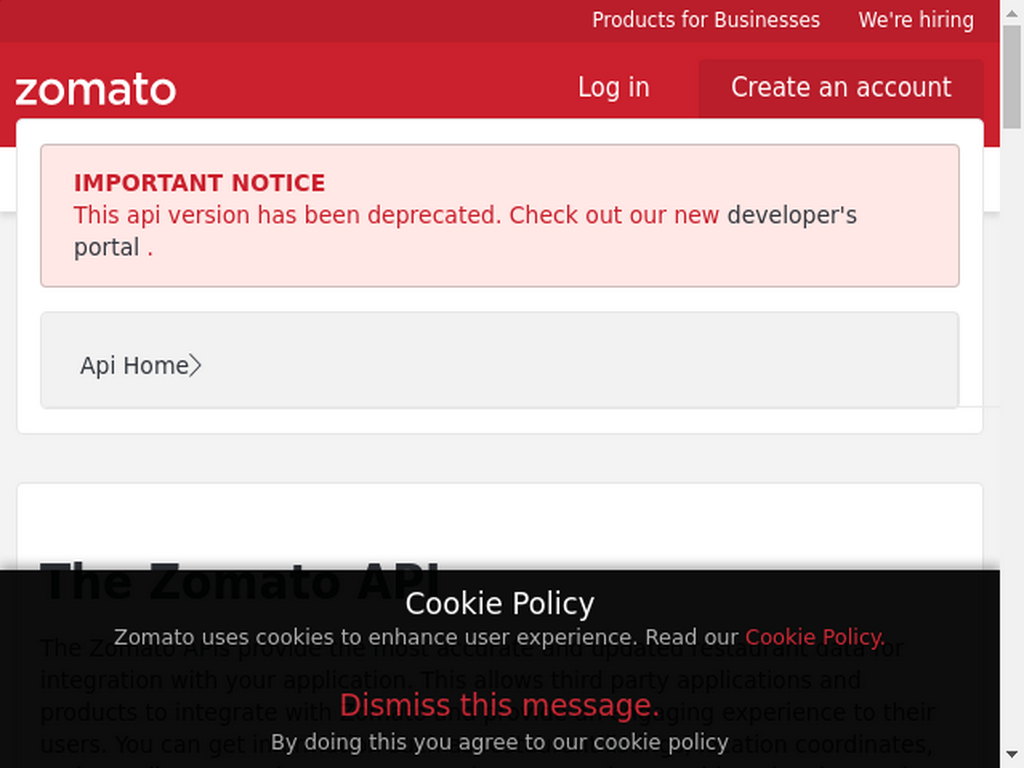 Products for Businesses We're hiring
zomato Log in Create an account
IMPORTANT NOTICE
This api version has been deprecated. Check out our new developer's
portal .
Api Home
The Zomato API
Cookie Policy
Zomato uses cookies to enhance user experience. Read our Cookie Policy.
The Zomato APIs provide the most accurate and updated restaurant data for
integration with your application. This allows third party applications and
Dismiss this message.
products to integrate with Zomato and provide engaging experience to their
By doing this you agree to our cookie policy
users. You can get coordinates,